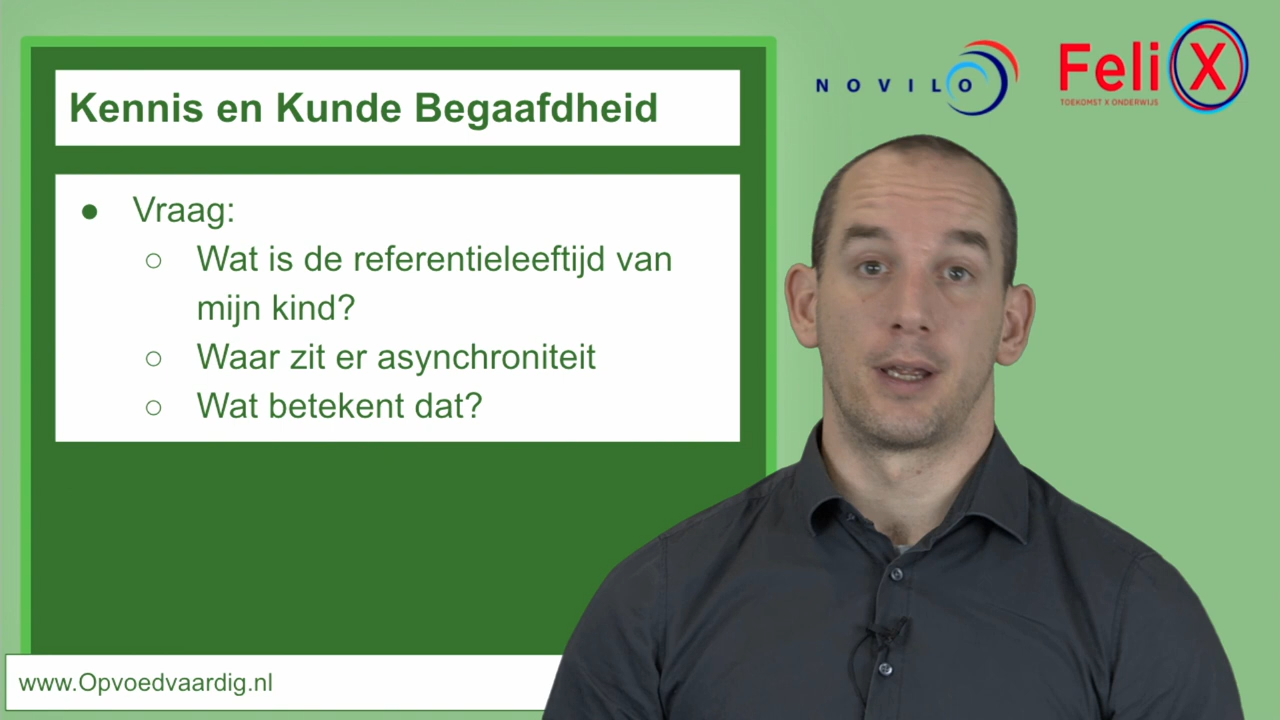 NOVILO
FeliX
TOEKOMST X ONDERWIJS
Kennis en Kunde Begaafdheid
● Vraag:
○ Wat is de referentieleeftijd van
mijn kind?
○ Waar zit er asynchroniteit
○ Wat betekent dat?
www.Opvoedvaardig.nl